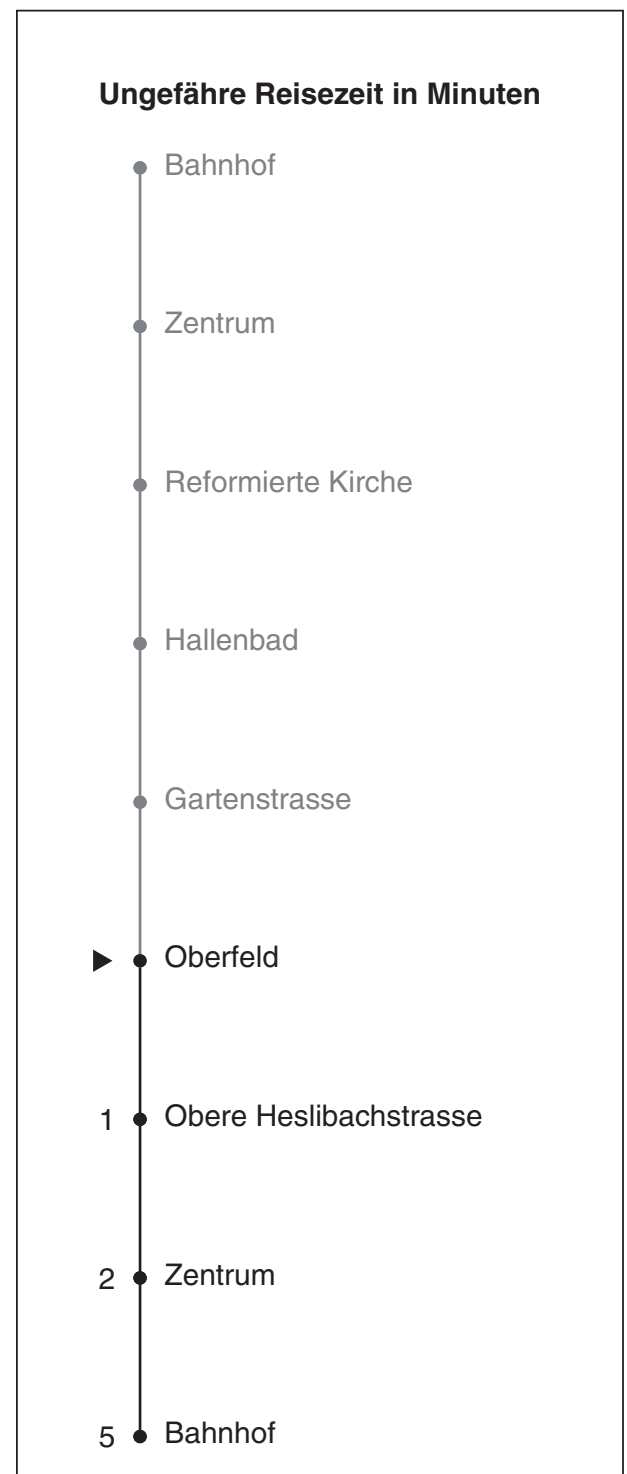 Ungefähre Reisezeit in Minuten
Bahnhof
Zentrum
Reformierte Kirche
Hallenbad
Gartenstrasse
Oberfeld
1 Obere Heslibachstrasse
2 Zentrum
5 Bahnhof